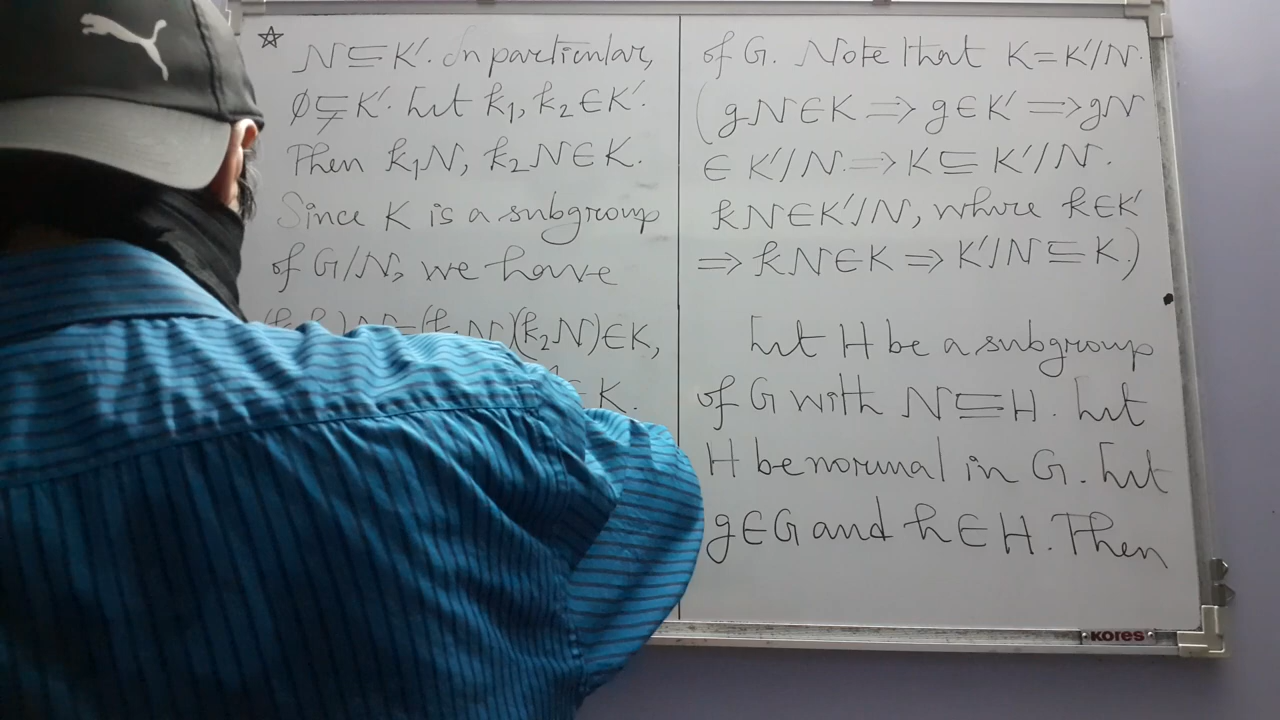 ☆ N⊆K'. In particular,
∅⊊K'. Let k₁, k₂∈K'.
Then k₁N, k₂N∈K.
Since K is a subgroup
of G/N, we have
)N=(k₁N)(k₂N)∈K,
∈ K.
of G. Note that K=K'/N.
(gN∈K ⟹ g∈K' ⟹ gN
∈ K'/N. ⟹ K⊆K'/N.
kN∈K'/N, where k∈K'
⟹ kN∈K ⟹ K'/N⊆K.)
Let H be a subgroup
of G with N⊆H. Let
H be normal in G. Let
g∈G and h∈H. Then
KORES